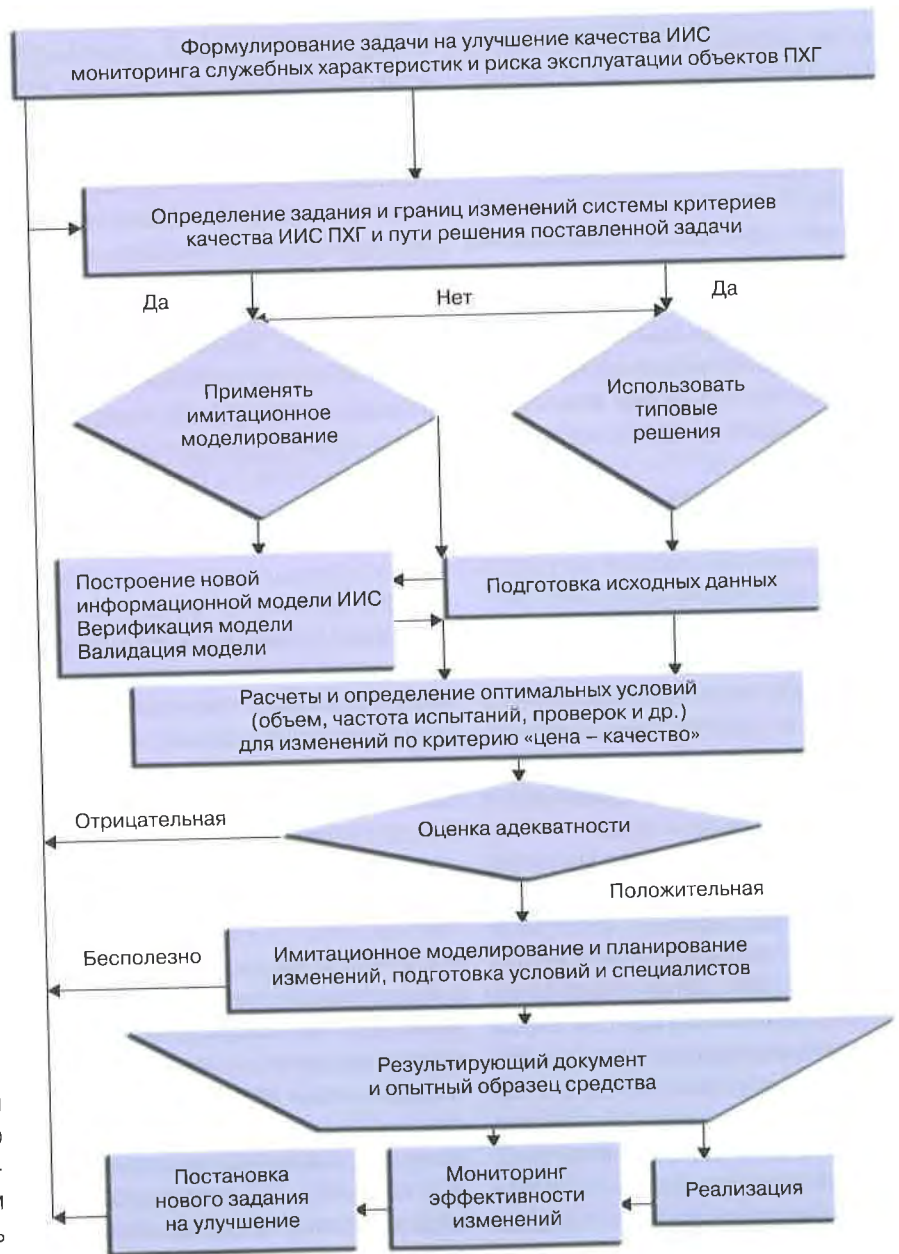 Формулирование задачи на улучшение качества ИИС
мониторинга служебных характеристик и риска эксплуатации объектов ПХГ
Определение задания и границ изменений системы критериев
качества ИИС ПХГ и пути решения поставленной задачи
Да
Нет
Да
Применять
имитационное
моделирование
Использовать
типовые
решения
Построение новой
информационной модели ИИС
Верификация модели
Валидация модели
Подготовка исходных данных
Расчеты и определение оптимальных условий
(объем, частота испытаний, проверок и др.)
для изменений по критерию «цена – качество»
Отрицательная
Оценка адекватности
Положительная
Бесполезно
Имитационное моделирование и планирование
изменений, подготовка условий и специалистов
Результирующий документ
и опытный образец средства
Постановка
нового задания
на улучшение
Мониторинг
эффективности
изменений
Реализация